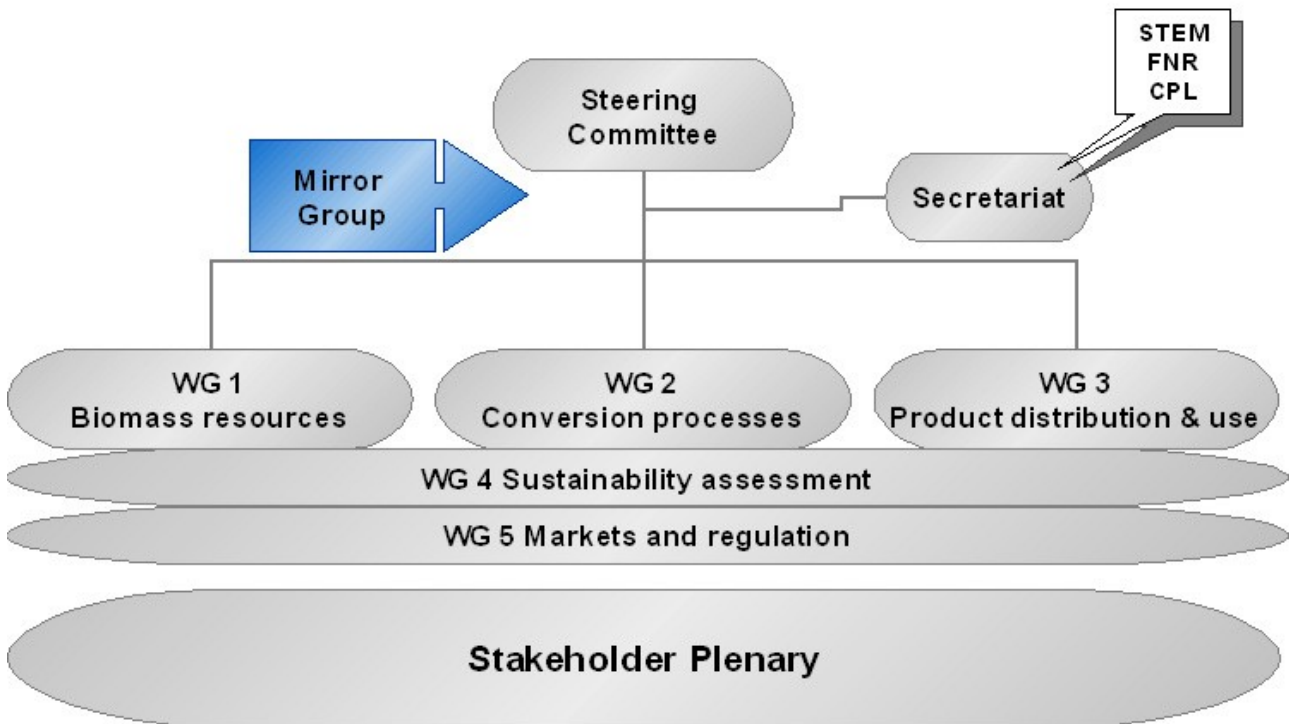 STEM
FNR
CPL
Steering
Committee
Mirror
Group
Secretariat
WG 1
Biomass resources
WG 2
Conversion processes
WG 3
Product distribution & use
WG 4 Sustainability assessment
WG 5 Markets and regulation
Stakeholder Plenary